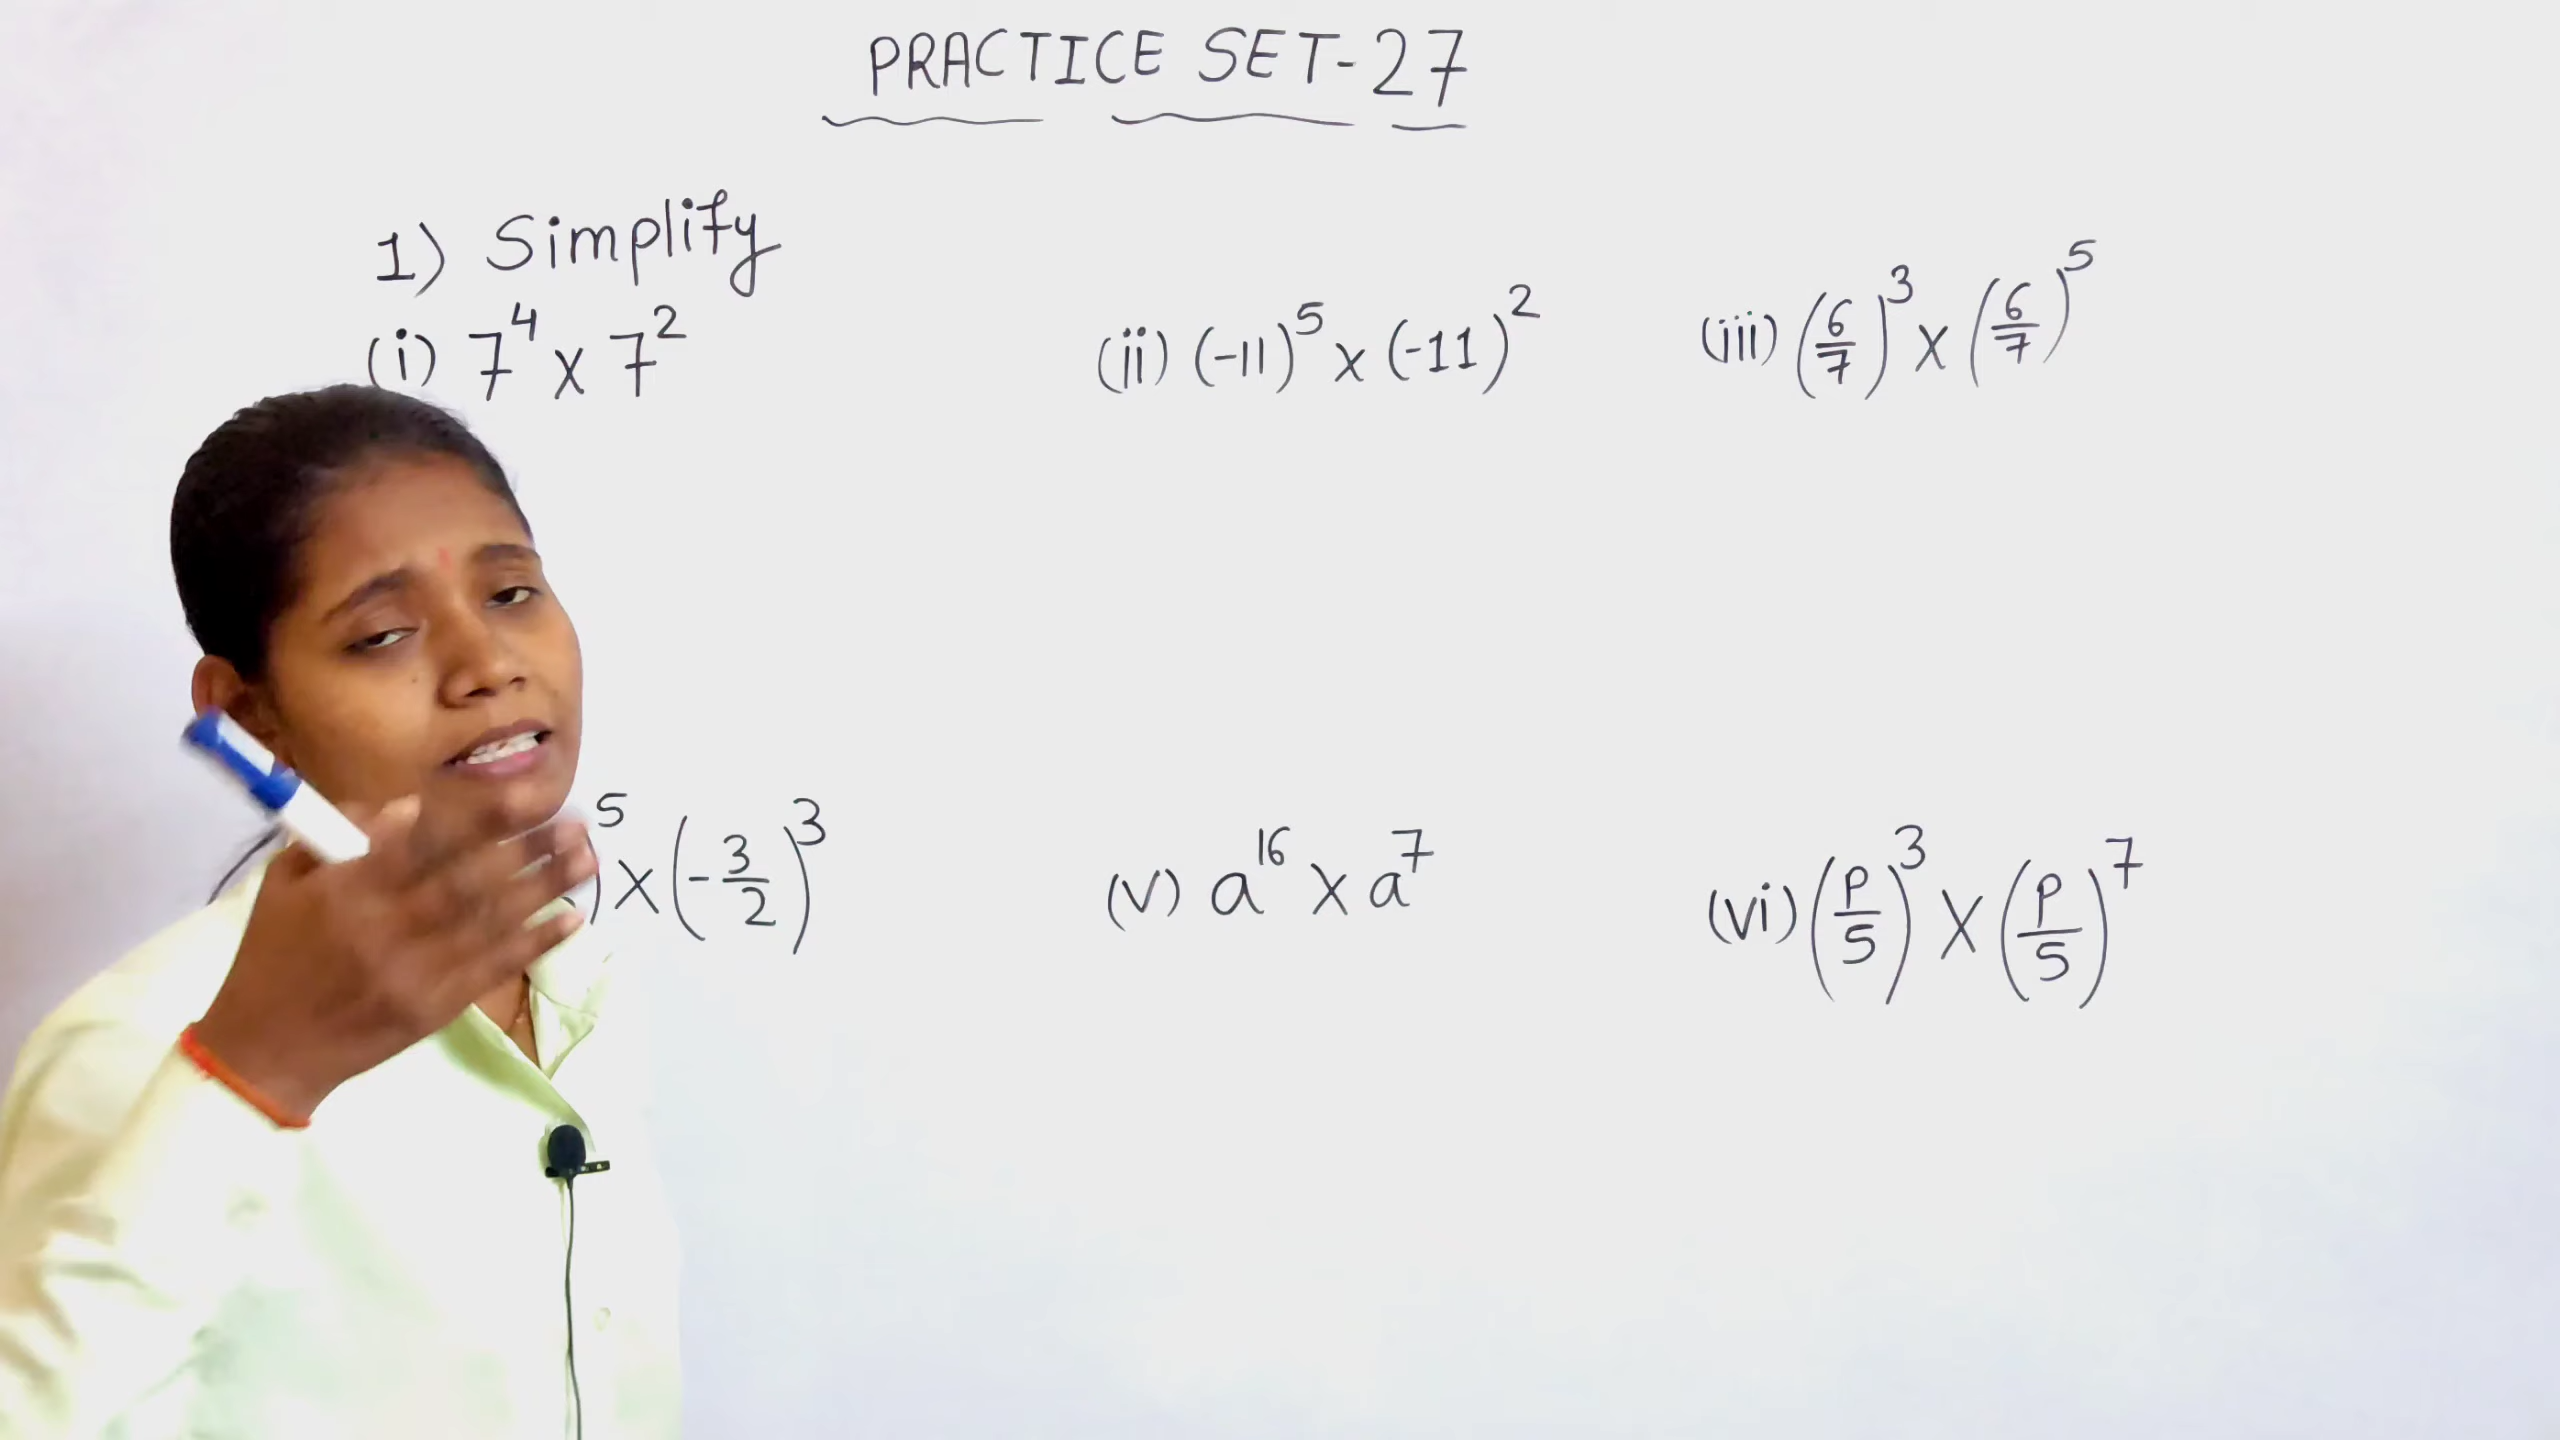 PRACTICE SET-27
1) Simplify
(i) 7⁴ x 7²
(ii) (-11)⁵ x (-11)²
(iii) (6/7)³ x (6/7)⁵
)⁵ x (-3/2)³
(v) a¹⁶ x a⁷
(vi) (p/5)³ x (p/5)⁷